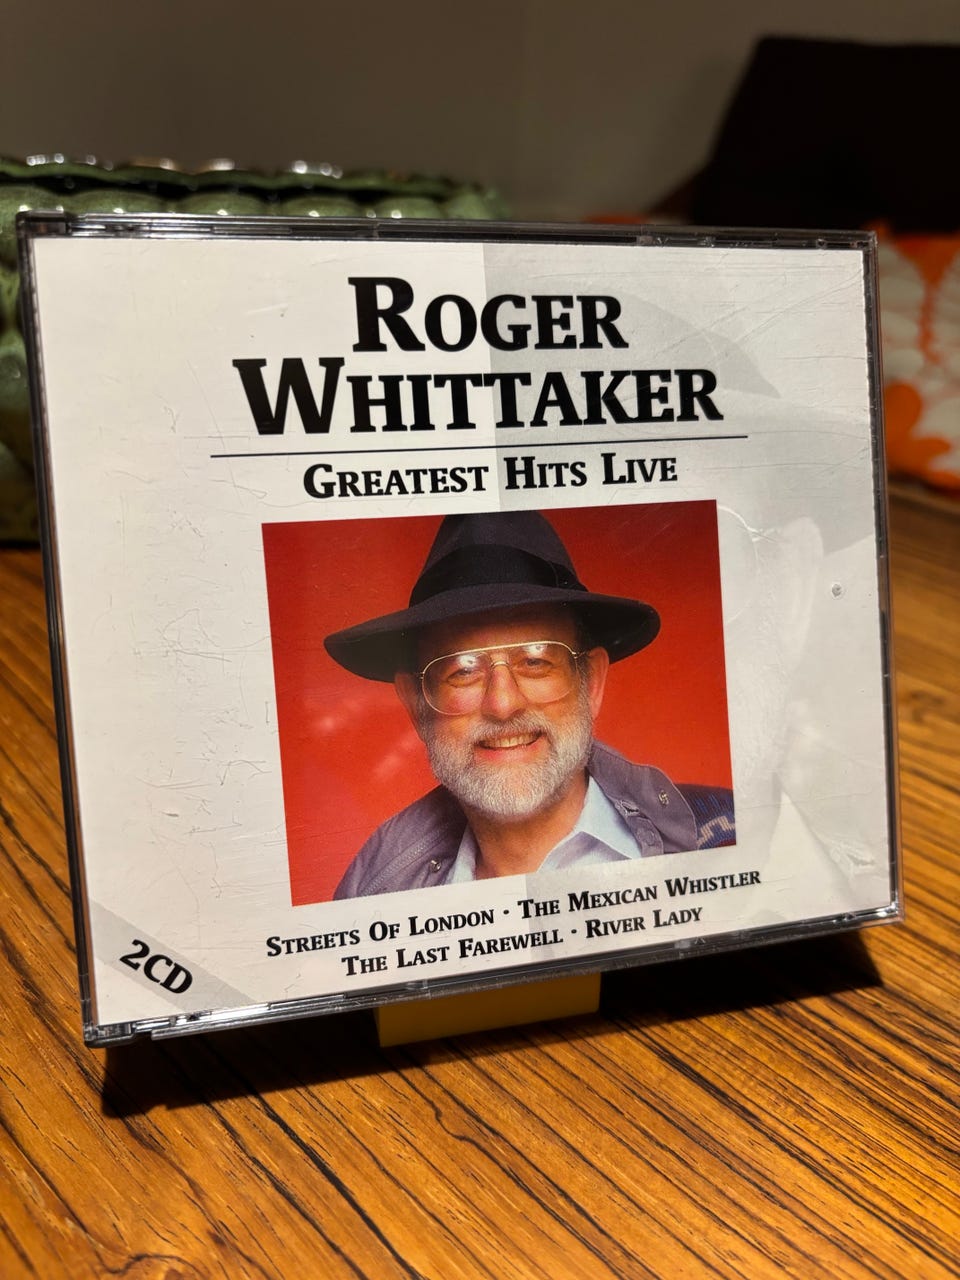 ROGER
WHITTAKER
GREATEST HITS LIVE
STREETS OF LONDON · THE MEXICAN WHISTLER
THE LAST FAREWELL · RIVER LADY
2CD